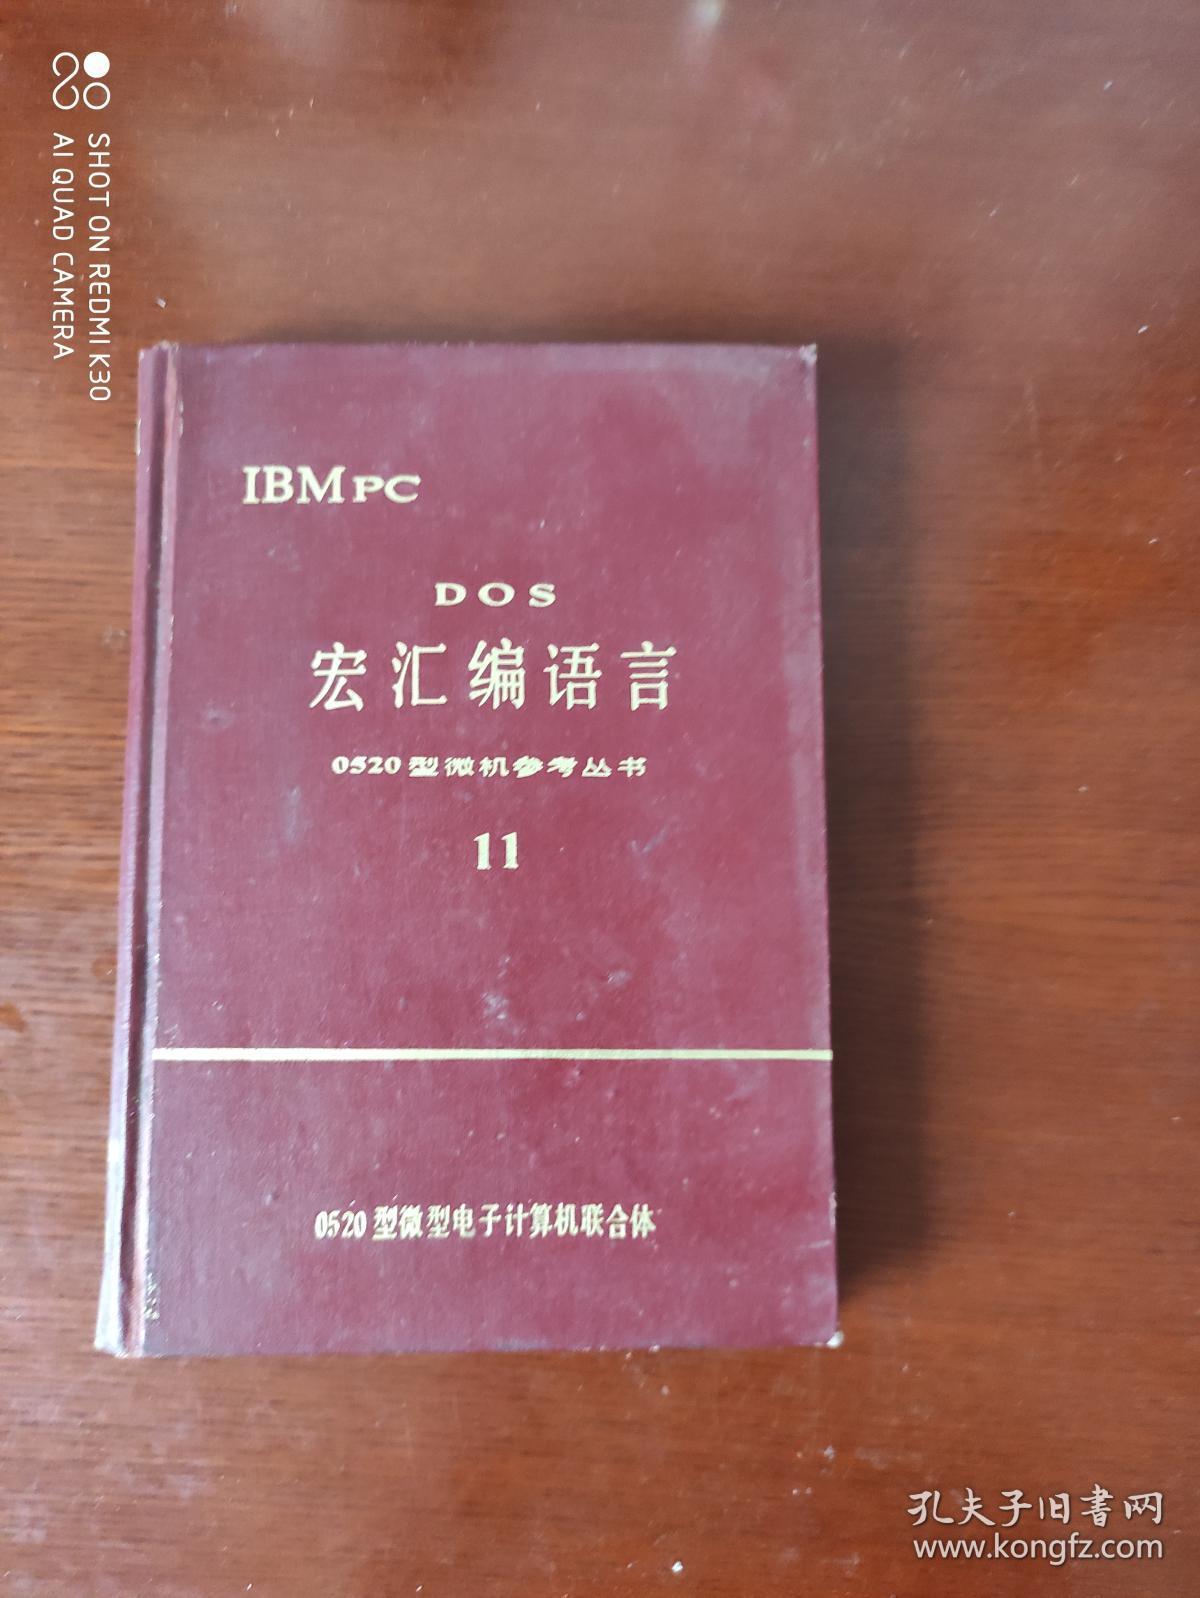 SHOT ON REDMI K30
AI QUAD CAMERA
IBM PC
DOS
宏汇编语言
0520型微机参考丛书
11
0520型微型电子计算机联合体
孔夫子旧書网
www.kongfz.com